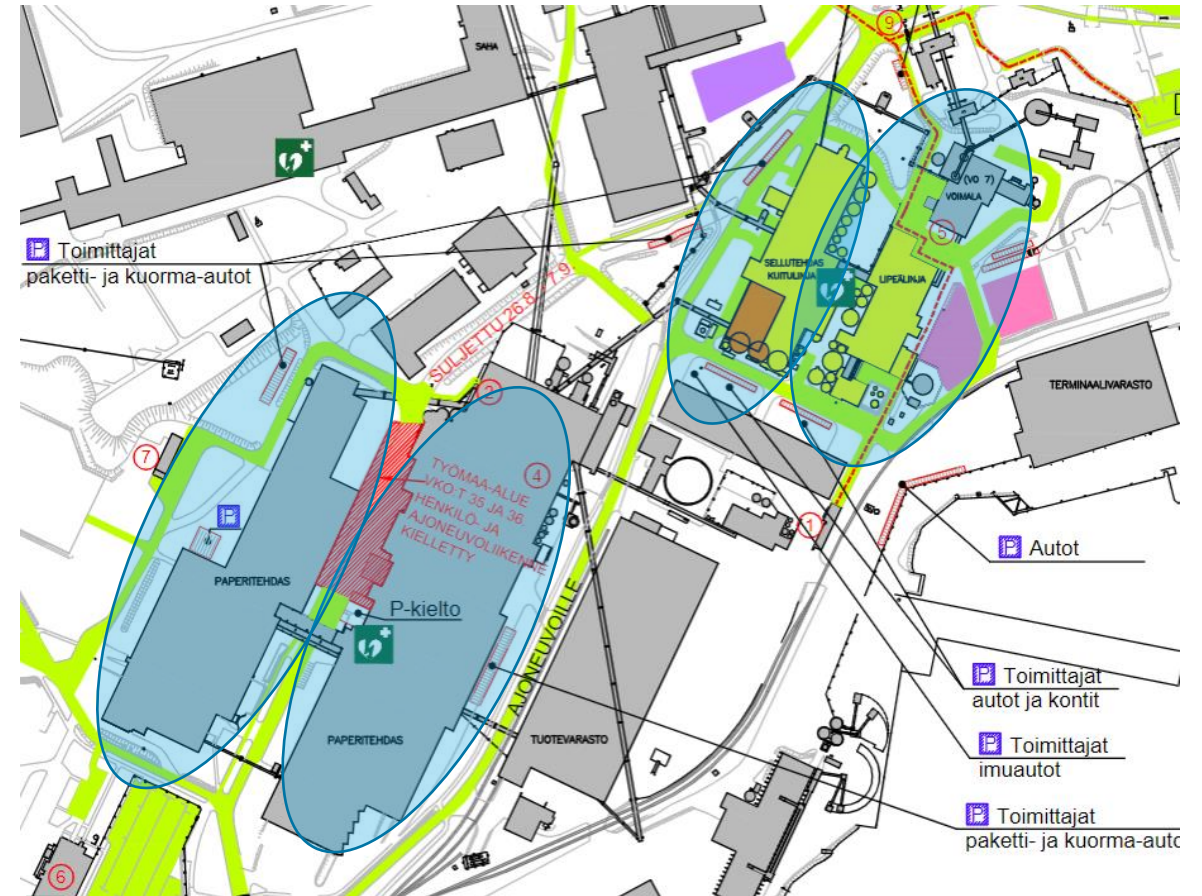 SAHA
9
P Toimittajat
paketti- ja kuorma-autot
(VO 7)
VOIMALA
5
SELLUTEHDAS
KUITULINJA
LIPEÄLINJA
SULJETTU 26.8 - 7.9
TERMINAALIVARASTO
2
7
4
TYÖMAA-ALUE
VKO:T 35 JA 36
HENKILÖ- JA
AJONEUVOLIIKENNE
KIELLETTY
P
1
P Autot
PAPERITEHDAS
P-kielto
AJONEUVOILLE
P Toimittajat
autot ja kontit
PAPERITEHDAS
TUOTEVARASTO
P Toimittajat
imuautot
P Toimittajat
paketti- ja kuorma-auto
6